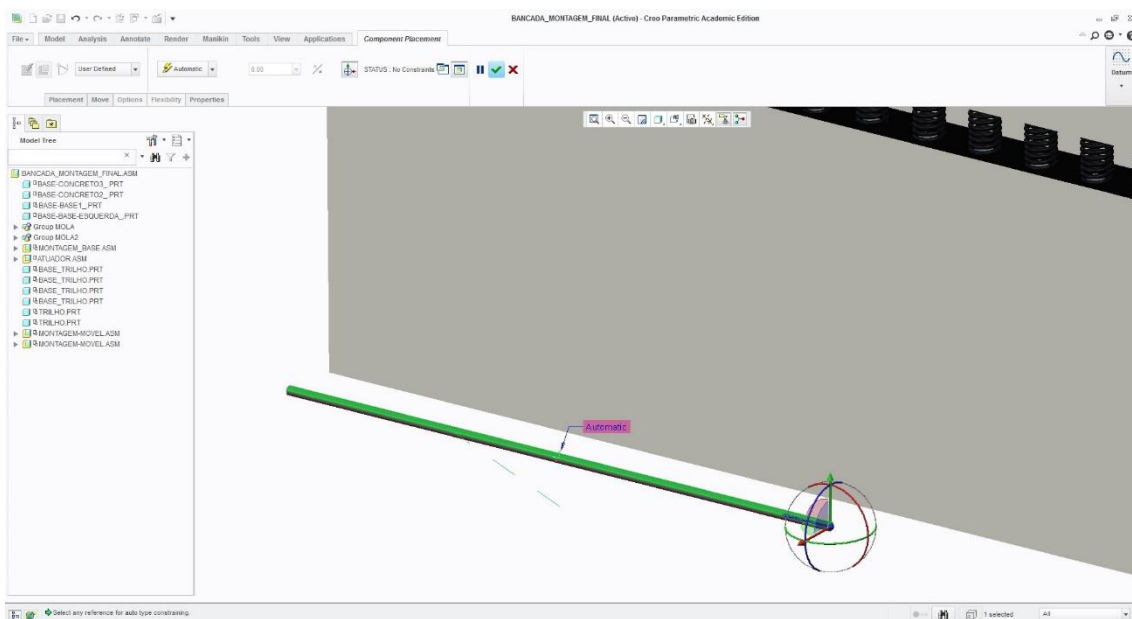 BANCADA_MONTAGEM_FINAL (Active) - Creo Parametric Academic Edition
File Model Analysis Annotate Render Manikin Tools View Applications Component Placement
User Defined Automatic 0.00 STATUS : No Constraints
Datum
Placement Move Options Flexibility Properties
Model Tree
BANCADA_MONTAGEM_FINAL.ASM
BASE-CONCRETO3_.PRT
BASE-CONCRETO2_.PRT
BASE-BASE1_.PRT
BASE-BASE-ESQUERDA_.PRT
Group MOLA
Group MOLA2
MONTAGEM_BASE.ASM
ATUADOR.ASM
BASE_TRILHO.PRT
BASE_TRILHO.PRT
BASE_TRILHO.PRT
BASE_TRILHO.PRT
TRILHO.PRT
TRILHO.PRT
MONTAGEM-MOVEL.ASM
MONTAGEM-MOVEL.ASM
Automatic
Select any reference for auto type constraining.
1 selected
All